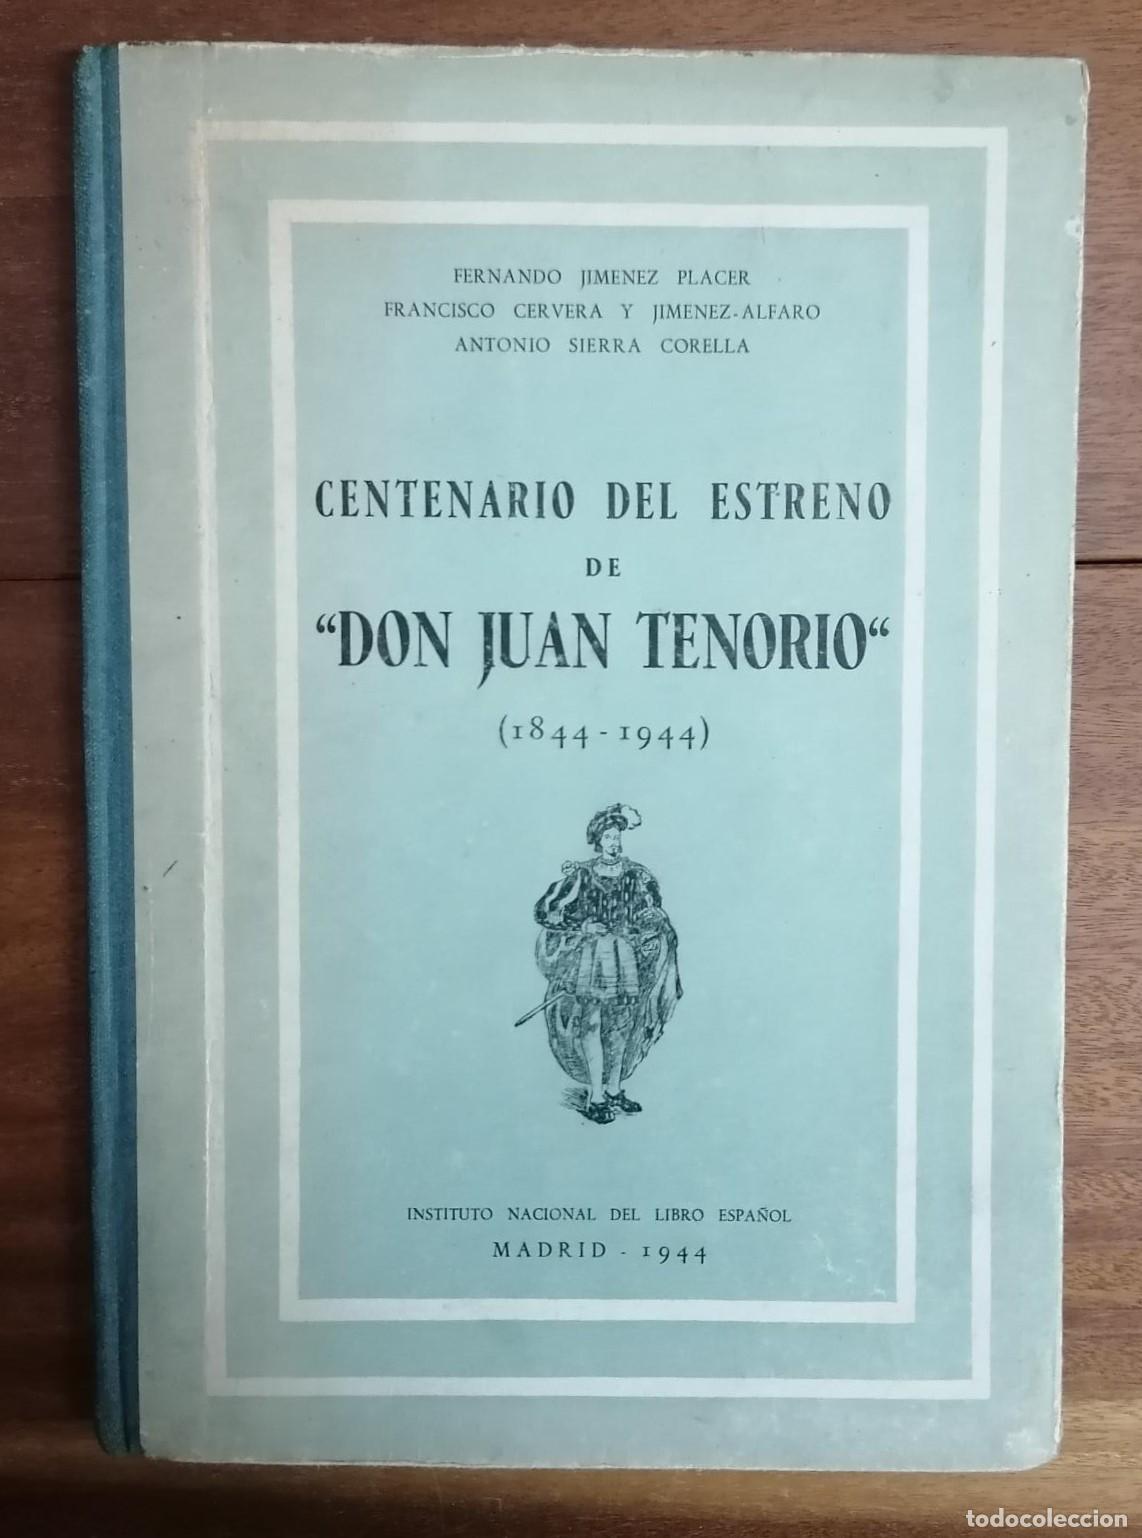 FERNANDO JIMENEZ PLACER
FRANCISCO CERVERA Y JIMENEZ-ALFARO
ANTONIO SIERRA CORELLA
CENTENARIO DEL ESTRENO
DE
“DON JUAN TENORIO“
(1844-1944)
INSTITUTO NACIONAL DEL LIBRO ESPAÑOL
MADRID - 1944
todocoleccion